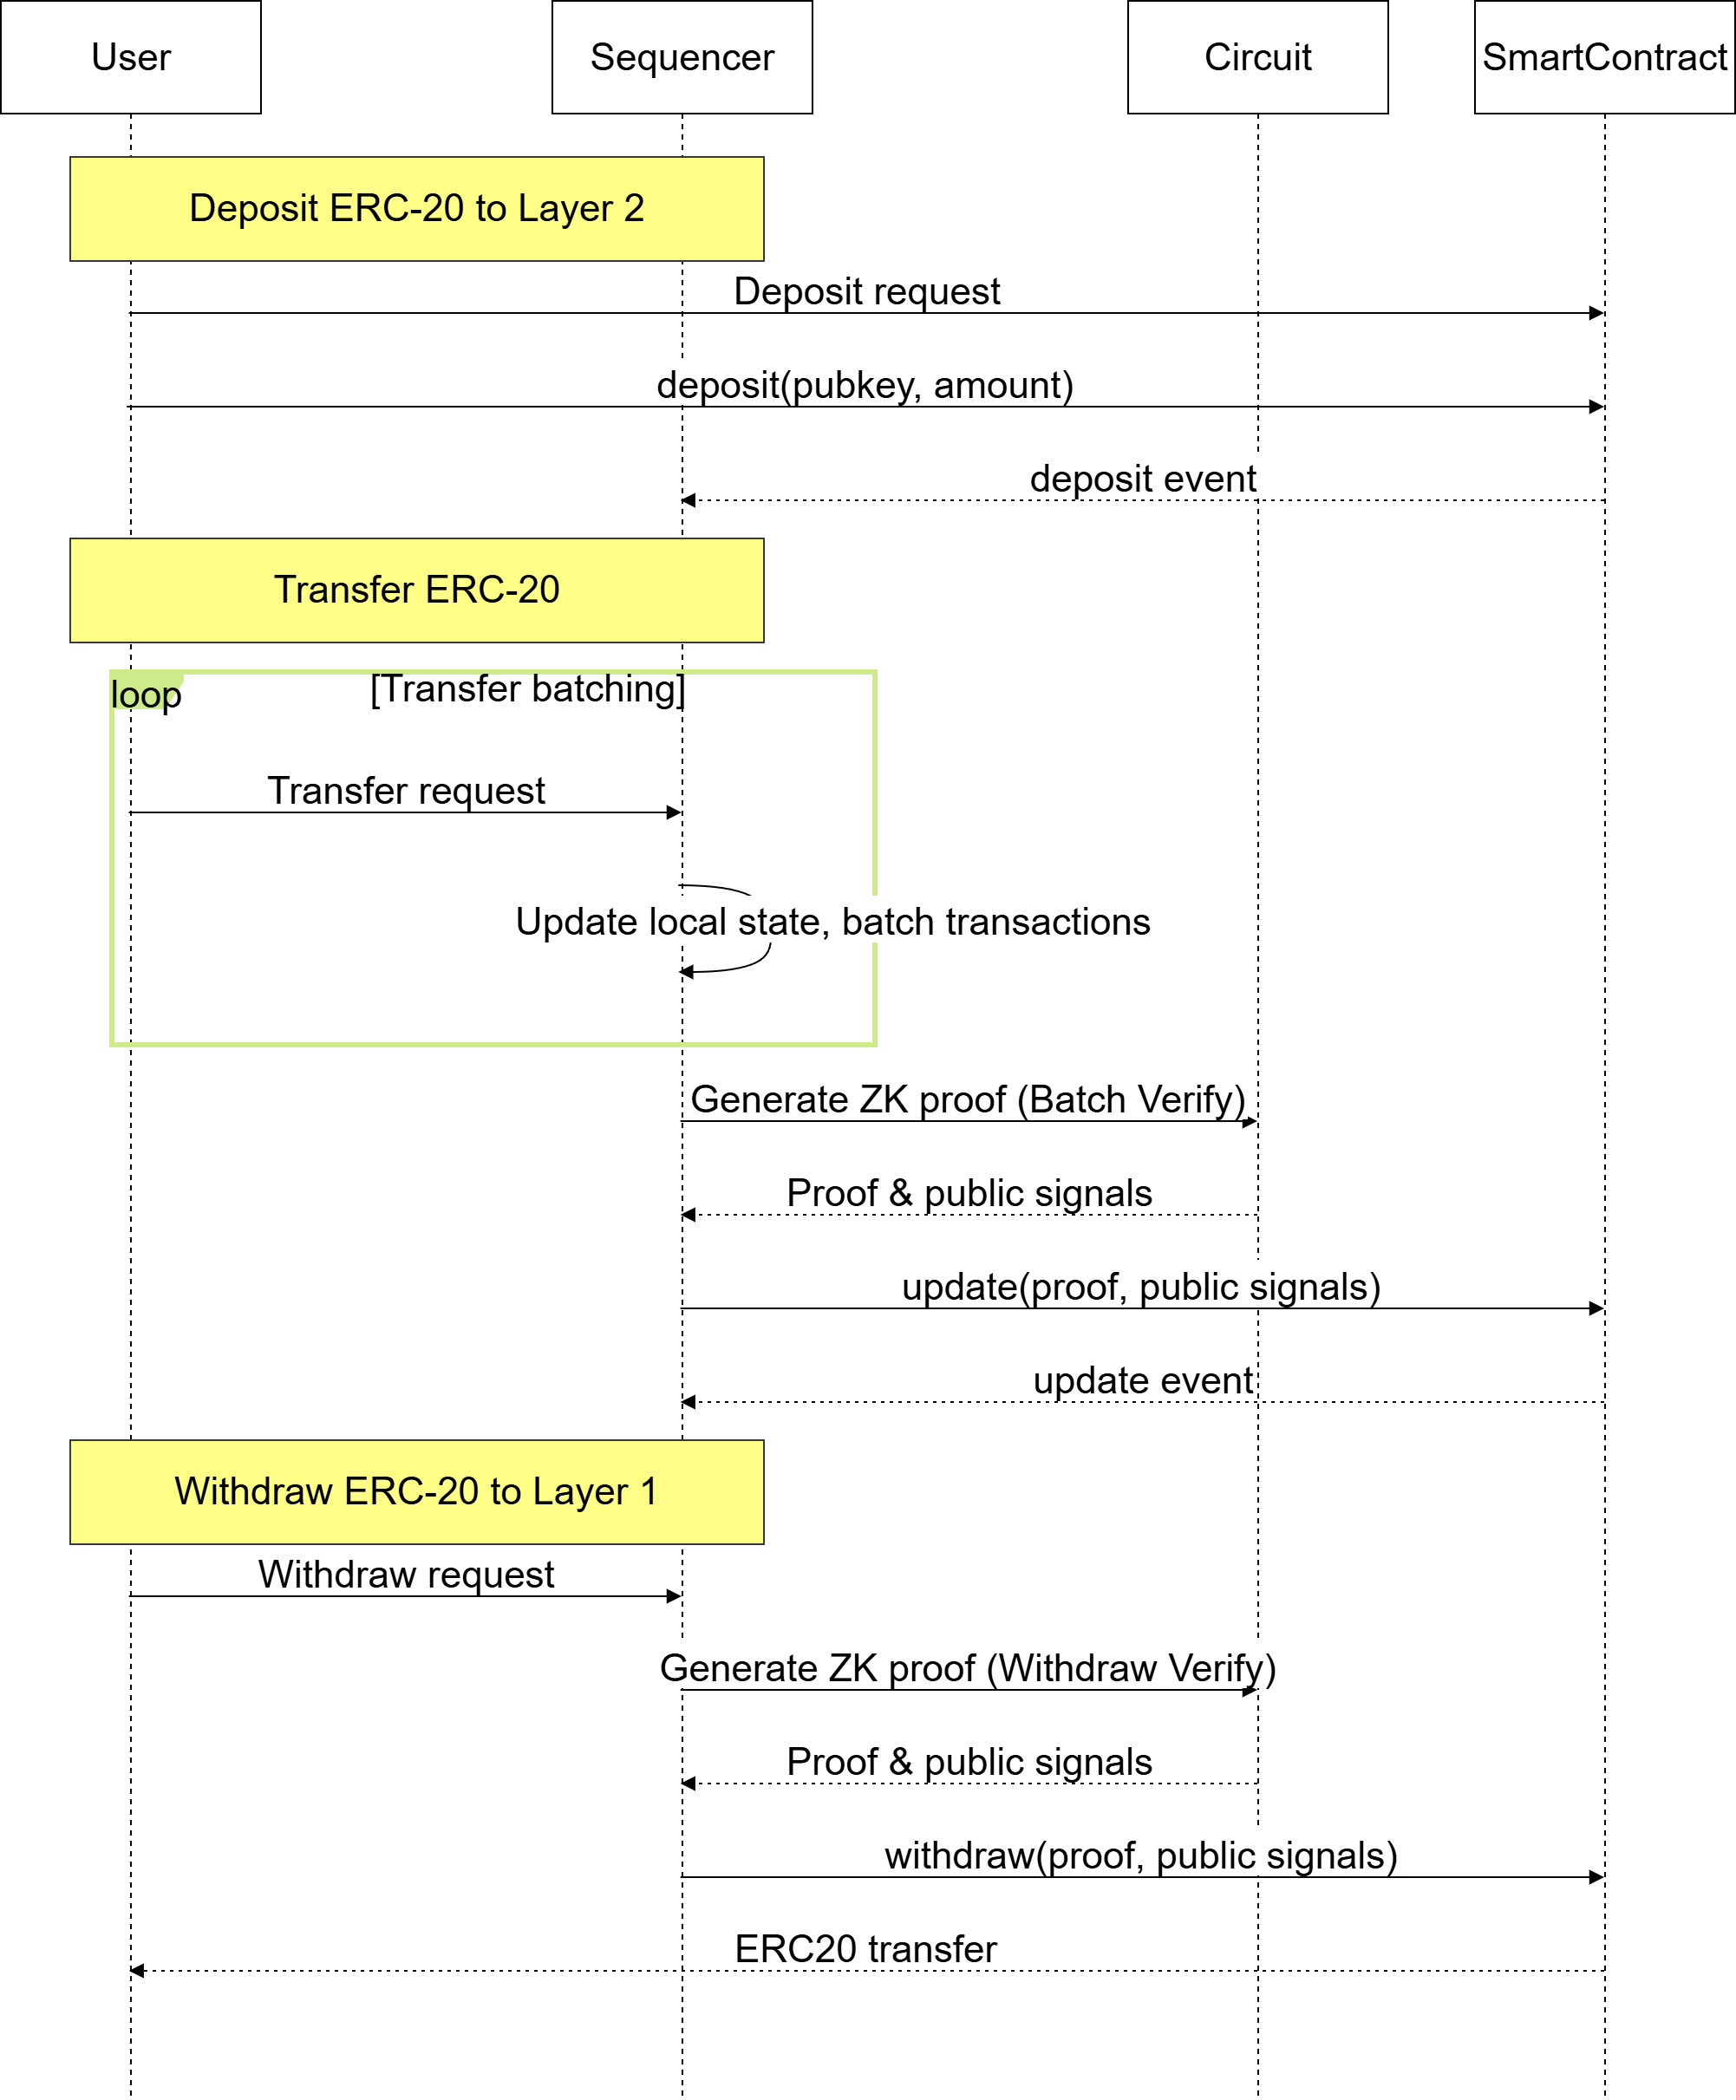 User
Sequencer
Circuit
SmartContract
Deposit ERC-20 to Layer 2
Deposit request
deposit(pubkey, amount)
deposit event
Transfer ERC-20
loop
[Transfer batching]
Transfer request
Update local state, batch transactions
Generate ZK proof (Batch Verify)
Proof & public signals
update(proof, public signals)
update event
Withdraw ERC-20 to Layer 1
Withdraw request
Generate ZK proof (Withdraw Verify)
Proof & public signals
withdraw(proof, public signals)
ERC20 transfer